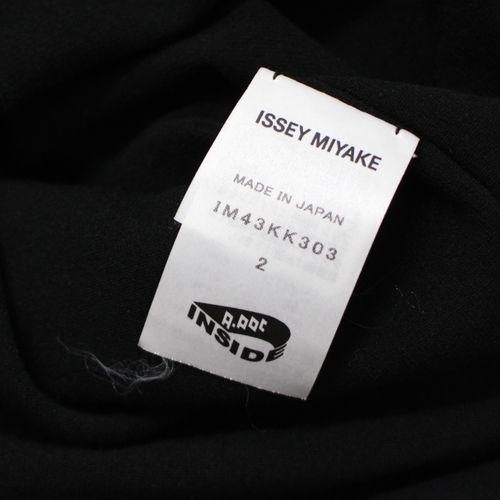 ISSEY MIYAKE
MADE IN JAPAN
IM43KK303
2
A.POC
INSIDE